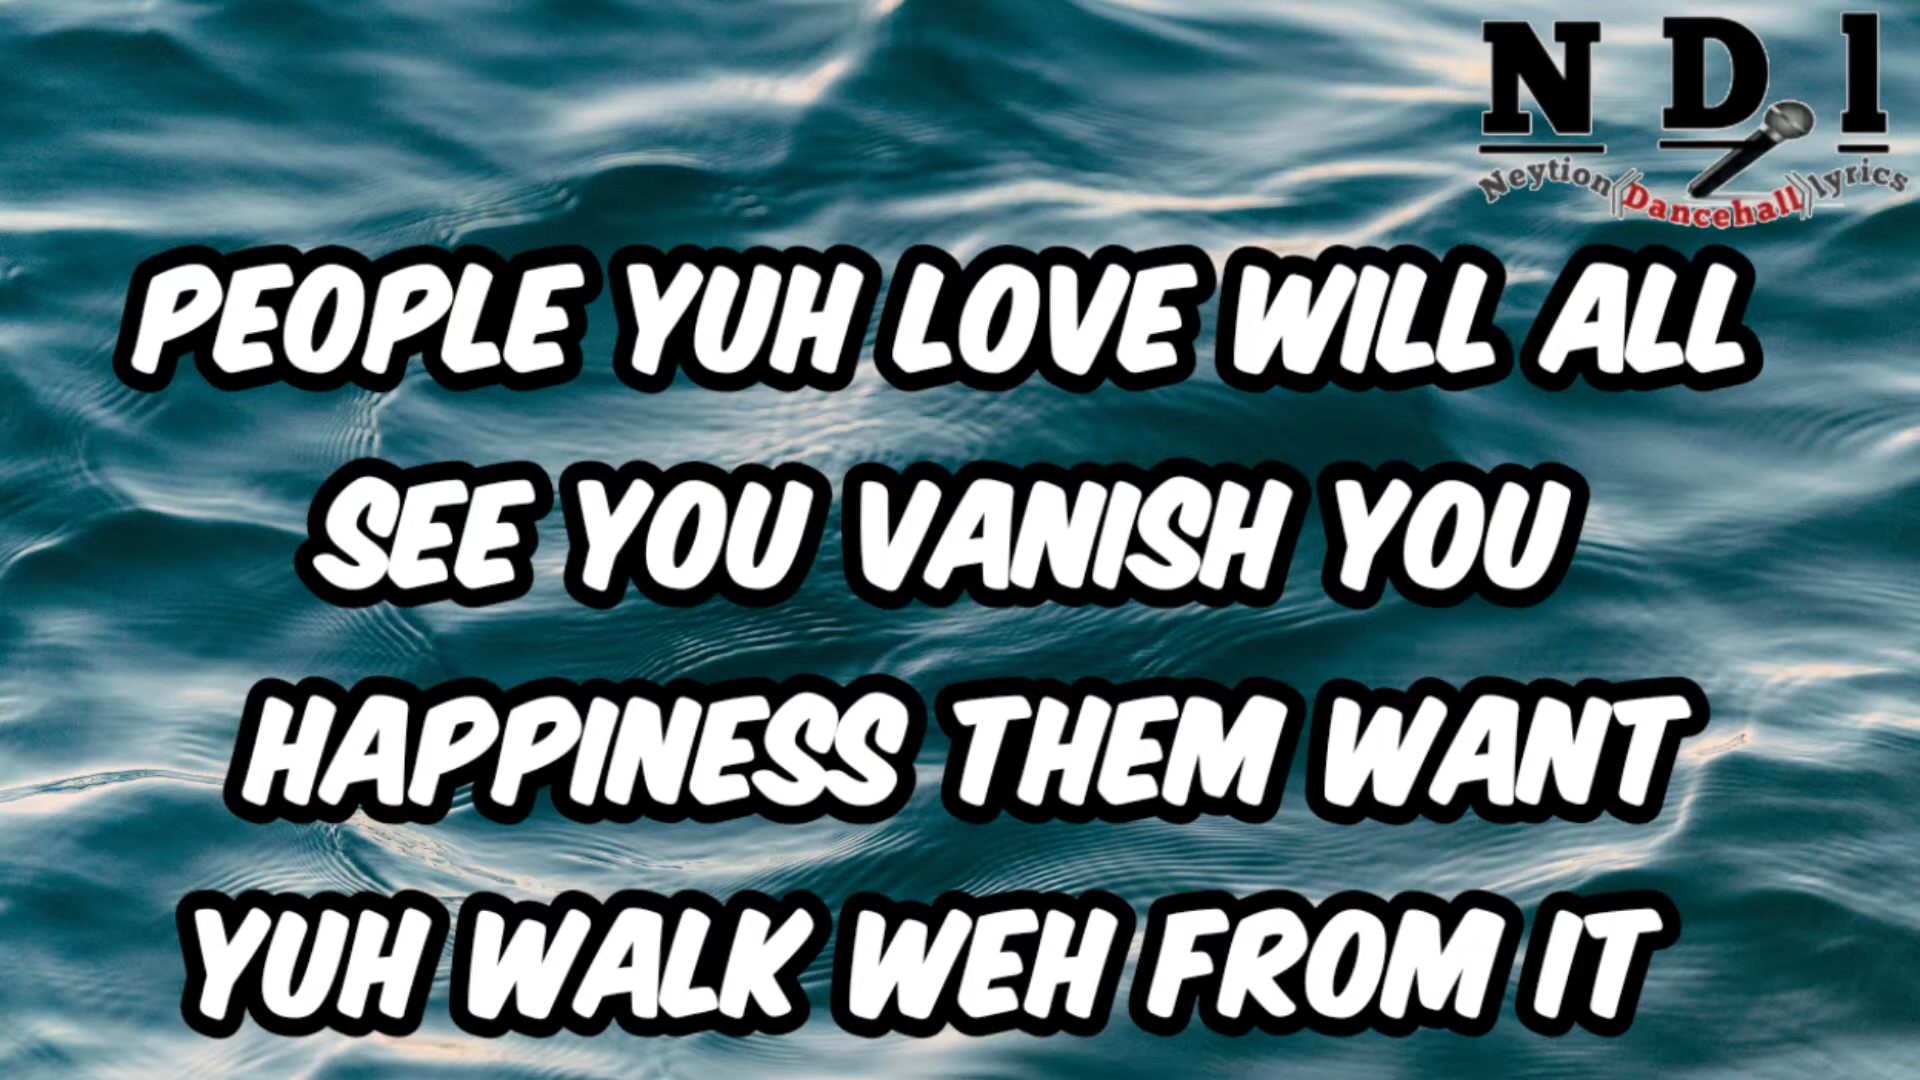 N D l
Neytion Dancehall lyrics
PEOPLE YUH LOVE WILL ALL
SEE YOU VANISH YOU
HAPPINESS THEM WANT
YUH WALK WEH FROM IT